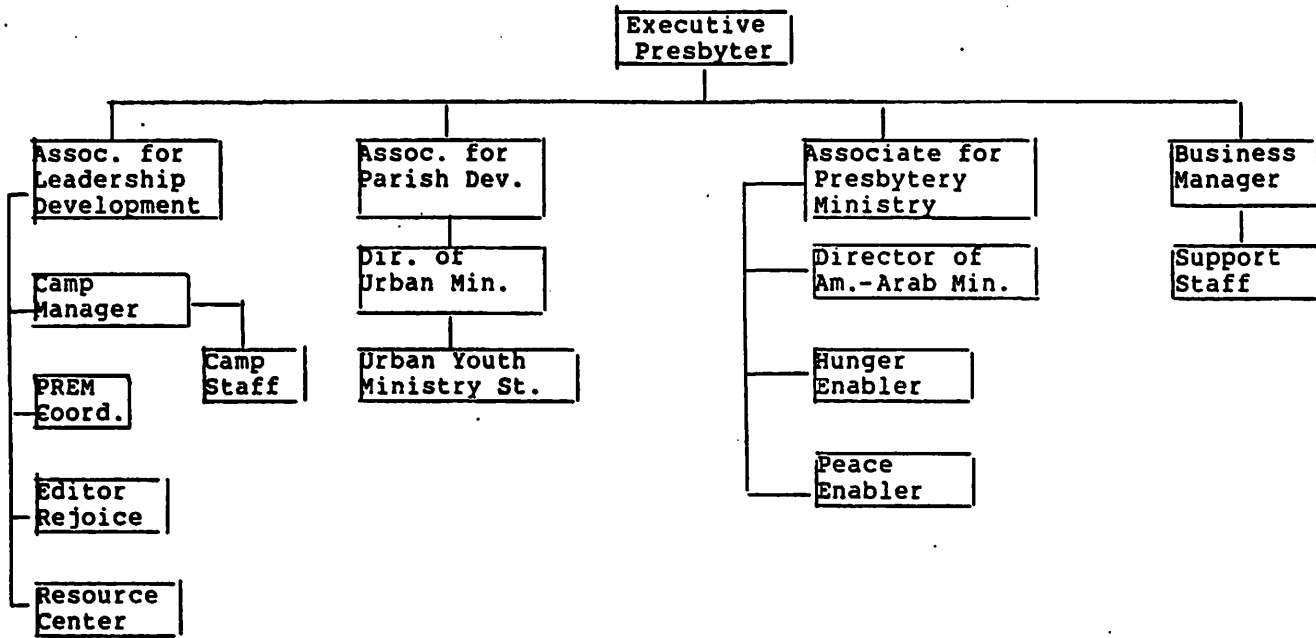 Executive
Presbyter
Assoc. for
Leadership
Development
Assoc. for
Parish Dev.
Associate for
Presbytery
Ministry
Business
Manager
Dir. of
Urban Min.
Director of
Am.-Arab Min.
Support
Staff
Camp
Manager
Camp
Staff
Urban Youth
Ministry St.
Hunger
Enabler
PREM
Coord.
Peace
Enabler
Editor
Rejoice
Resource
Center